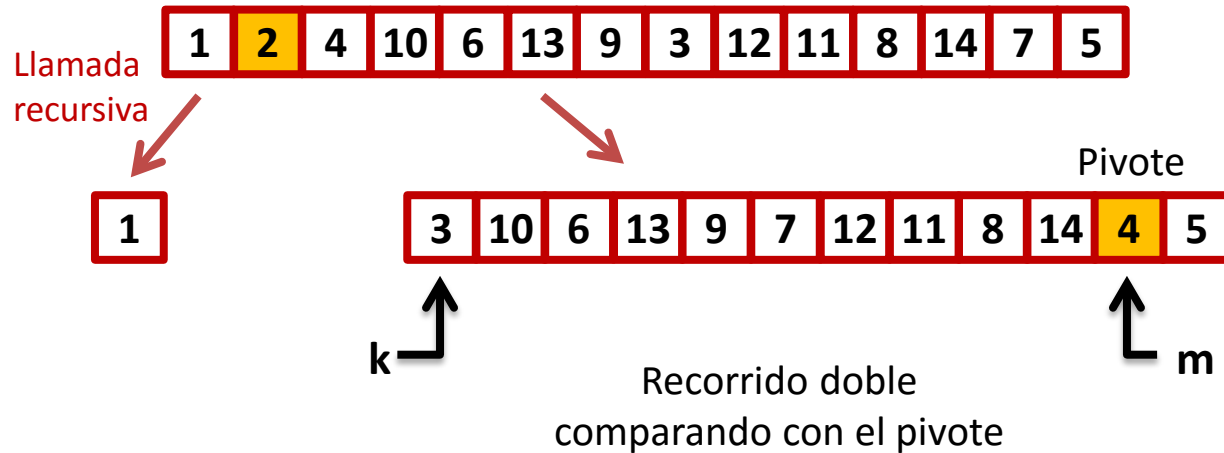 1 2 4 10 6 13 9 3 12 11 8 14 7 5
Llamada
recursiva
Pivote
1
3 10 6 13 9 7 12 11 8 14 4 5
k
m
Recorrido doble
comparando con el pivote